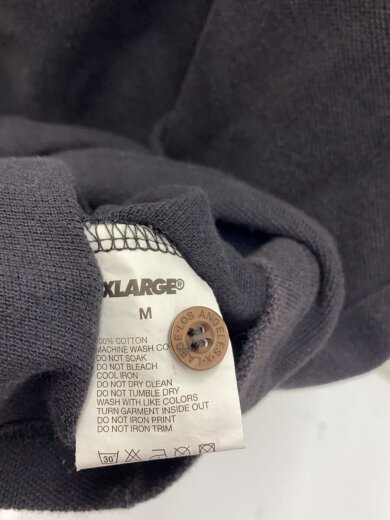 XLARGE®
M
100% COTTON
MACHINE WASH CO
DO NOT SOAK
DO NOT BLEACH
COOL IRON
DO NOT DRY CLEAN
DO NOT TUMBLE DRY
WASH WITH LIKE COLORS
TURN GARMENT INSIDE OUT
DO NOT IRON PRINT
DO NOT IRON TRIM
30°
LOS ANGELES
X-LARGE